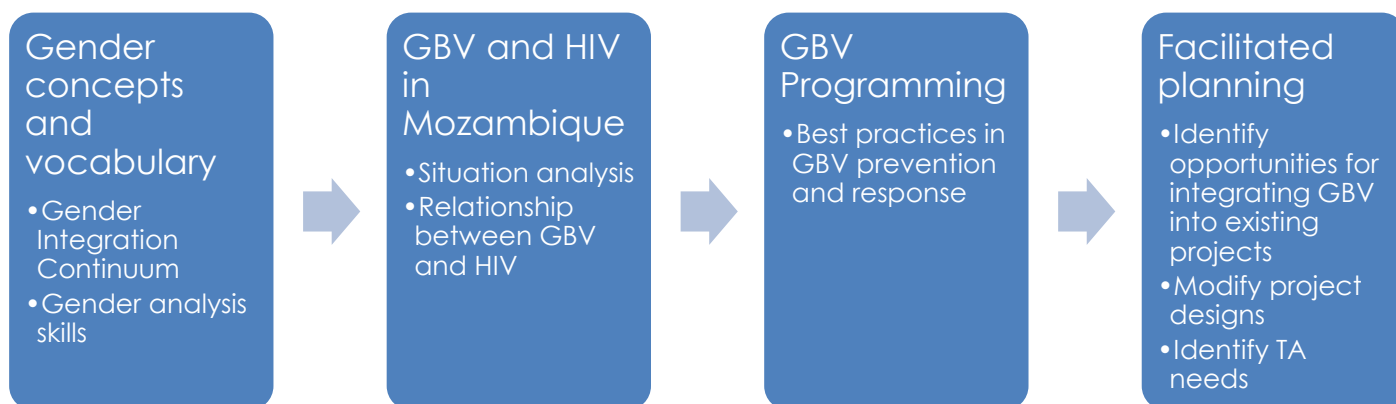 Gender
concepts
and
vocabulary
•Gender
Integration
Continuum
•Gender analysis
skills
GBV and HIV
in
Mozambique
•Situation analysis
•Relationship
between GBV
and HIV
GBV
Programming
•Best practices in
GBV prevention
and response
Facilitated
planning
•Identify
opportunities for
integrating GBV
into existing
projects
•Modify project
designs
•Identify TA
needs